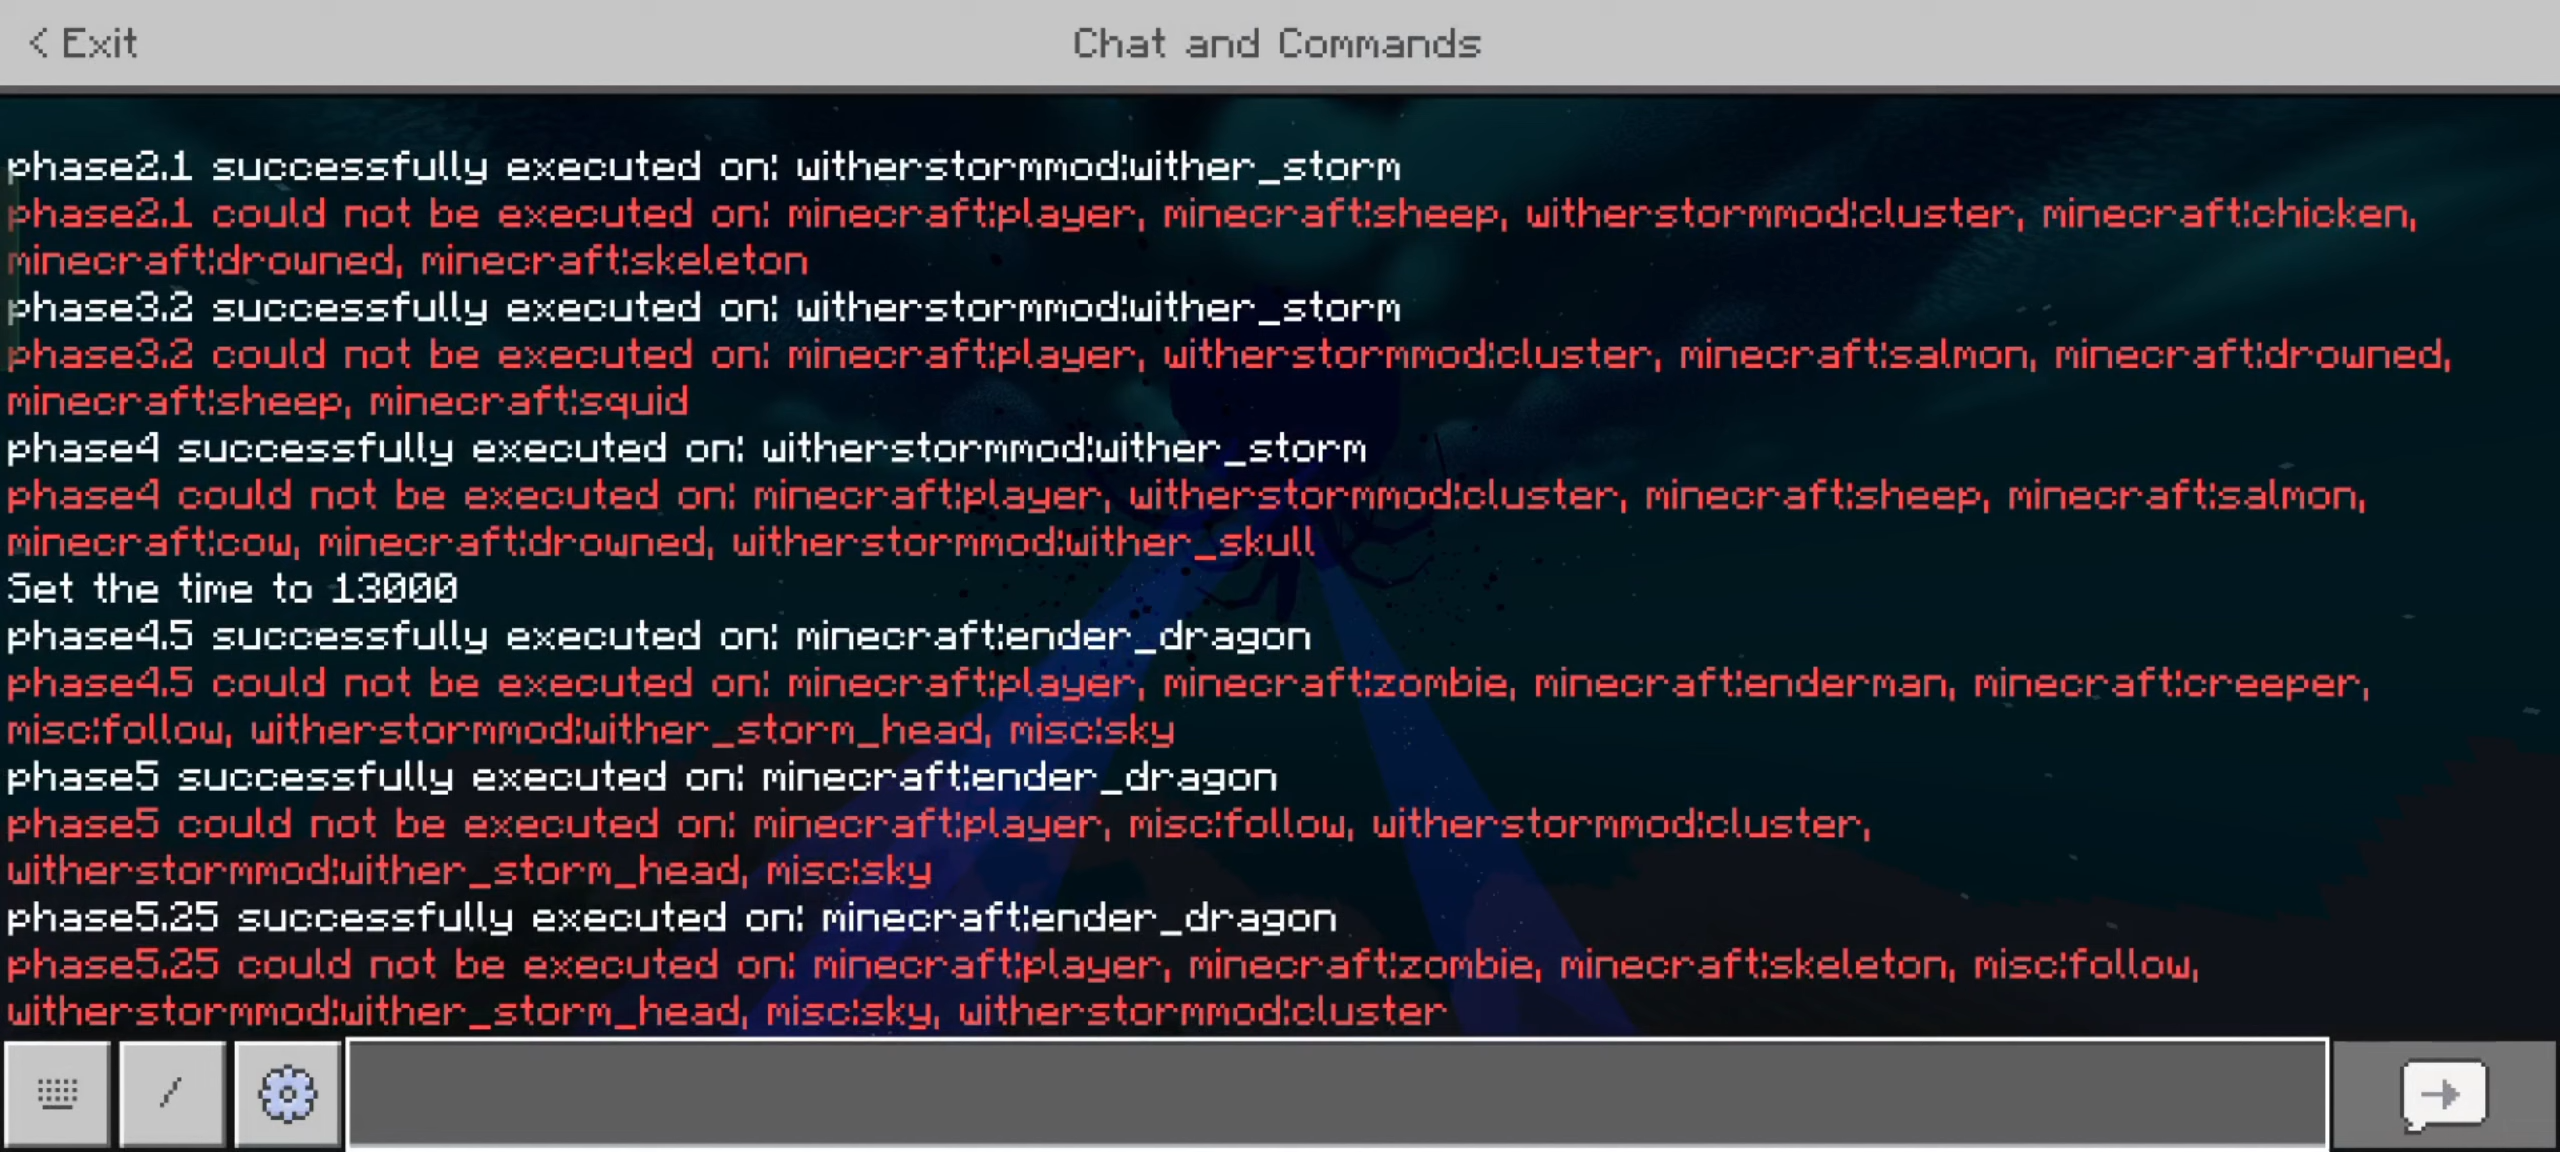 < Exit
Chat and Commands
phase2.1 successfully executed on: witherstormmod:wither_storm
phase2.1 could not be executed on: minecraft:player, minecraft:sheep, witherstormmod:cluster, minecraft:chicken,
minecraft:drowned, minecraft:skeleton
phase3.2 successfully executed on: witherstormmod:wither_storm
phase3.2 could not be executed on: minecraft:player, witherstormmod:cluster, minecraft:salmon, minecraft:drowned,
minecraft:sheep, minecraft:squid
phase4 successfully executed on: witherstormmod:wither_storm
phase4 could not be executed on: minecraft:player, witherstormmod:cluster, minecraft:sheep, minecraft:salmon,
minecraft:cow, minecraft:drowned, witherstormmod:wither_skull
Set the time to 13000
phase4.5 successfully executed on: minecraft:ender_dragon
phase4.5 could not be executed on: minecraft:player, minecraft:zombie, minecraft:enderman, minecraft:creeper,
misc:follow, witherstormmod:wither_storm_head, misc:sky
phase5 successfully executed on: minecraft:ender_dragon
phase5 could not be executed on: minecraft:player, misc:follow, witherstormmod:cluster,
witherstormmod:wither_storm_head, misc:sky
phase5.25 successfully executed on: minecraft:ender_dragon
phase5.25 could not be executed on: minecraft:player, minecraft:zombie, minecraft:skeleton, misc:follow,
witherstormmod:wither_storm_head, misc:sky, witherstormmod:cluster
/